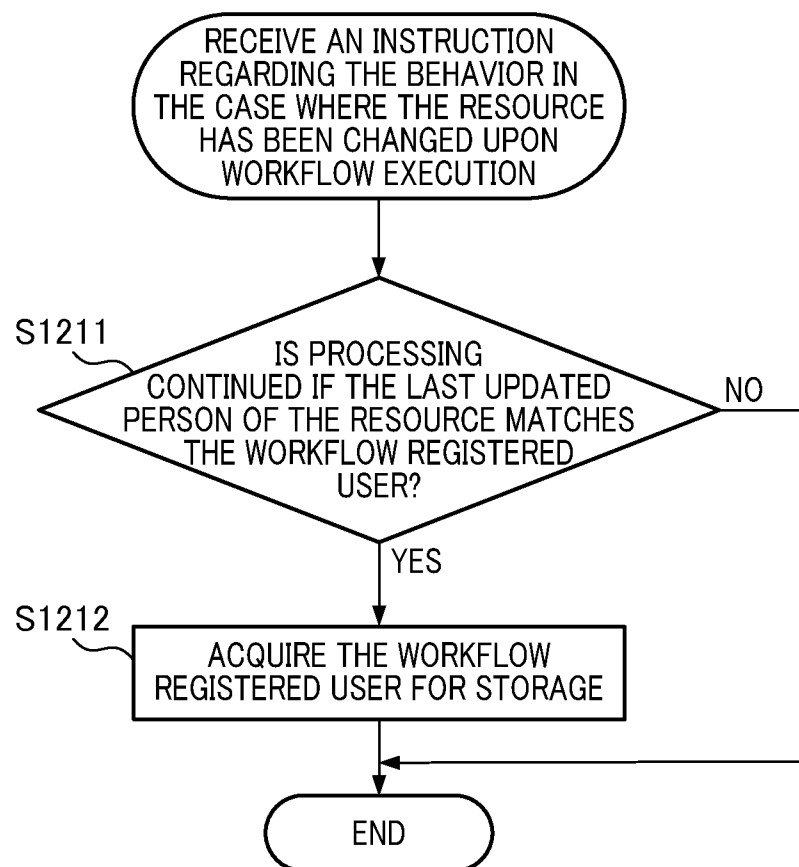 RECEIVE AN INSTRUCTION
REGARDING THE BEHAVIOR IN
THE CASE WHERE THE RESOURCE
HAS BEEN CHANGED UPON
WORKFLOW EXECUTION
S1211
IS PROCESSING
CONTINUED IF THE LAST UPDATED
PERSON OF THE RESOURCE MATCHES
THE WORKFLOW REGISTERED
USER?
NO
YES
S1212
ACQUIRE THE WORKFLOW
REGISTERED USER FOR STORAGE
END